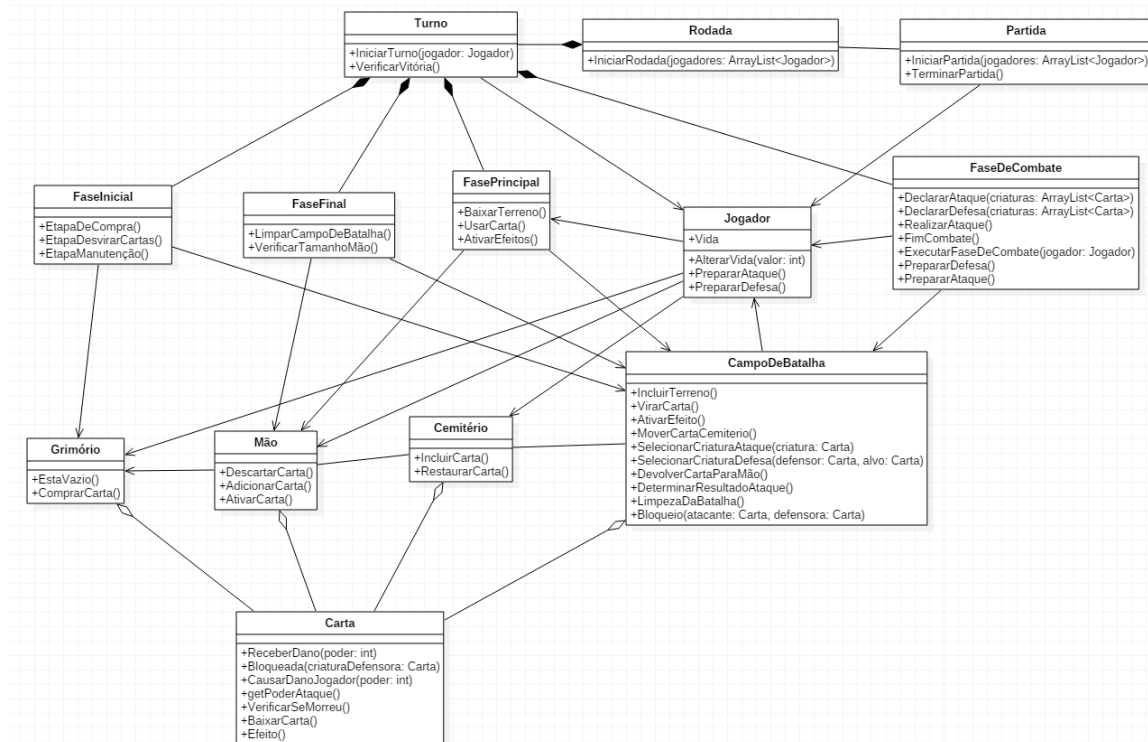 Turno
+IniciarTurno(jogador: Jogador)
+VerificarVitória()
Rodada
+IniciarRodada(jogadores: ArrayList<Jogador>)
Partida
+IniciarPartida(jogadores: ArrayList<Jogador>)
+TerminarPartida()
FaseInicial
+EtapaDeCompra()
+EtapaDesvirarCartas()
+EtapaManutenção()
FaseFinal
+LimparCampoDeBatalha()
+VerificarTamanhoMão()
FasePrincipal
+BaixarTerreno()
+UsarCarta()
+AtivarEfeitos()
Jogador
+Vida
+AlterarVida(valor: int)
+PrepararAtaque()
+PrepararDefesa()
FaseDeCombate
+DeclararAtaque(criaturas: ArrayList<Carta>)
+DeclararDefesa(criaturas: ArrayList<Carta>)
+RealizarAtaque()
+FimCombate()
+ExecutarFaseDeCombate(jogador: Jogador)
+PrepararDefesa()
+PrepararAtaque()
Grimório
+EstaVazio()
+ComprarCarta()
Mão
+DescartarCarta()
+AdicionarCarta()
+AtivarCarta()
Cemitério
+IncluirCarta()
+RestaurarCarta()
CampoDeBatalha
+IncluirTerreno()
+VirarCarta()
+AtivarEfeito()
+MoverCartaCemiterio()
+SelecionarCriaturaAtaque(criatura: Carta)
+SelecionarCriaturaDefesa(defensor: Carta, alvo: Carta)
+DevolverCartaParaMão()
+DeterminarResultadoAtaque()
+LimpezaDaBatalha()
+Bloqueio(atacante: Carta, defensora: Carta)
Carta
+ReceberDano(poder: int)
+Bloqueada(criaturaDefensora: Carta)
+CausarDanoJogador(poder: int)
+getPoderAtaque()
+VerificarSeMorreu()
+BaixarCarta()
+Efeito()